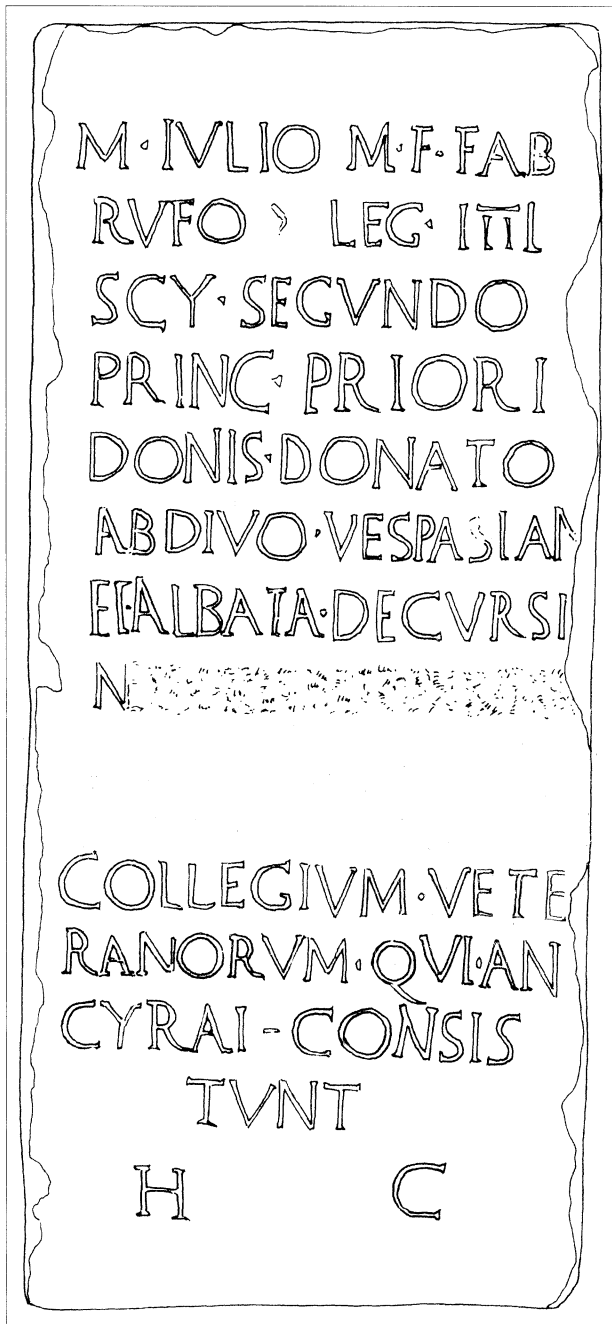 M · IVLIO M · F · FAB
RVFO > LEG · IIII
SCY · SEGVNDO
PRINC · PRIORI
DONIS · DONATO
AB DIVO · VESPASIAN
ET · ALBATA · DECVRSI
N
COLLEGIVM · VETE
RANORVM · QVI · AN
CYRAI - CONSIS
TVNT
H C